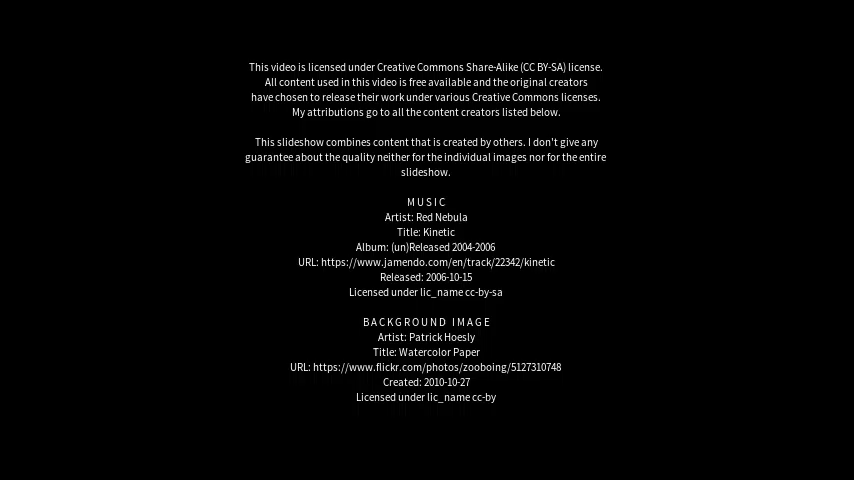 This video is licensed under Creative Commons Share-Alike (CC BY-SA) license.
All content used in this video is free available and the original creators
have chosen to release their work under various Creative Commons licenses.
My attributions go to all the content creators listed below.
This slideshow combines content that is created by others. I don't give any
guarantee about the quality neither for the individual images nor for the entire
slideshow.
MUSIC
Artist: Red Nebula
Title: Kinetic
Album: (un)Released 2004-2006
URL: https://www.jamendo.com/en/track/22342/kinetic
Released: 2006-10-15
Licensed under lic_name cc-by-sa
BACKGROUND IMAGE
Artist: Patrick Hoesly
Title: Watercolor Paper
URL: https://www.flickr.com/photos/zooboing/5127310748
Created: 2010-10-27
Licensed under lic_name cc-by